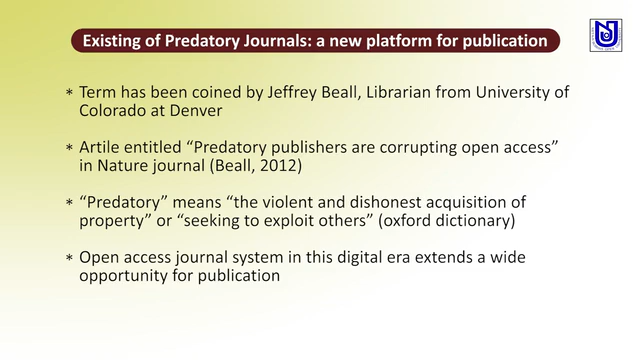 Existing of Predatory Journals: a new platform for publication
* Term has been coined by Jeffrey Beall, Librarian from University of
Colorado at Denver
* Artile entitled “Predatory publishers are corrupting open access”
in Nature journal (Beall, 2012)
* “Predatory” means “the violent and dishonest acquisition of
property” or “seeking to exploit others” (oxford dictionary)
* Open access journal system in this digital era extends a wide
opportunity for publication